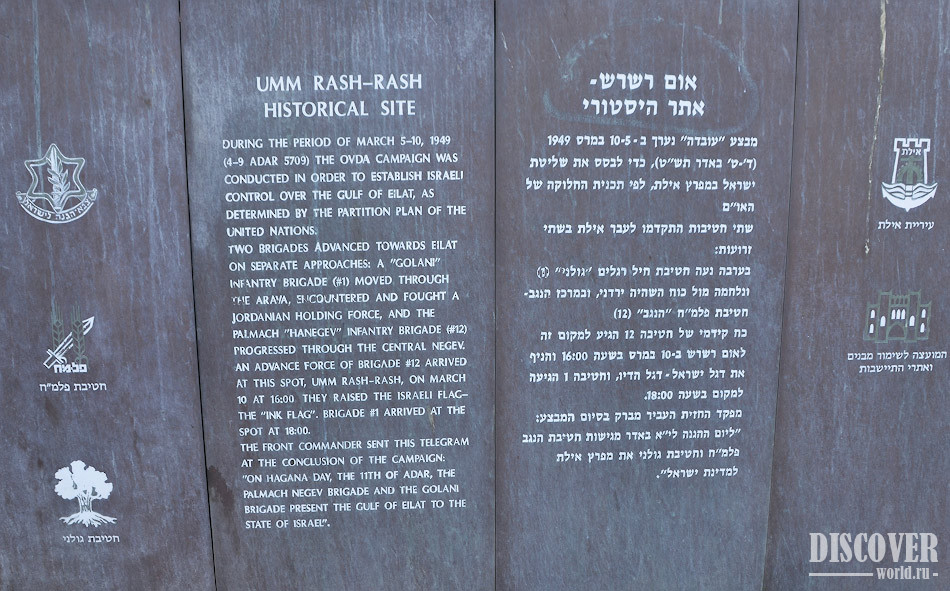 צבא הגנה לישראל
פלמ״ח
חטיבת פלמ״ח
חטיבת גולני
UMM RASH-RASH
HISTORICAL SITE
DURING THE PERIOD OF MARCH 5-10, 1949
(4-9 ADAR 5709) THE OVDA CAMPAIGN WAS
CONDUCTED IN ORDER TO ESTABLISH ISRAELI
CONTROL OVER THE GULF OF EILAT, AS
DETERMINED BY THE PARTITION PLAN OF THE
UNITED NATIONS.
TWO BRIGADES ADVANCED TOWARDS EILAT
ON SEPARATE APPROACHES: A "GOLANI"
INFANTRY BRIGADE (#1) MOVED THROUGH
THE ARAVA, ENCOUNTERED AND FOUGHT A
JORDANIAN HOLDING FORCE, AND THE
PALMACH "HANEGEV" INFANTRY BRIGADE (#12)
PROGRESSED THROUGH THE CENTRAL NEGEV.
AN ADVANCE FORCE OF BRIGADE #12 ARRIVED
AT THIS SPOT, UMM RASH-RASH, ON MARCH
10 AT 16:00. THEY RAISED THE ISRAELI FLAG-
THE "INK FLAG". BRIGADE #1 ARRIVED AT THE
SPOT AT 18:00.
THE FRONT COMMANDER SENT THIS TELEGRAM
AT THE CONCLUSION OF THE CAMPAIGN:
"ON HAGANA DAY, THE 11TH OF ADAR, THE
PALMACH NEGEV BRIGADE AND THE GOLANI
BRIGADE PRESENT THE GULF OF EILAT TO THE
STATE OF ISRAEL".
אום רשרש-
אתר היסטורי
מבצע "עובדה" נערך ב - 10-5 במרס 1949
(ד'-ט' באדר תש"ט), כדי לבסס את שליטת
ישראל במפרץ אילת, לפי תכנית החלוקה של
האו"ם
שתי חטיבות התקדמו לעבר אילת בשתי
זרועות:
בערבה נעה חטיבת חיל רגלים "גולני"
ונלחמה מול כוח השהיה ירדני, ובמרכז הנגב-
חטיבת פלמ"ח "הנגב" (12)
כח קידמי של חטיבה 12 הגיע למקום זה
לאום רשרש ב-10 במרס בשעה 16:00 והניף
את דגל ישראל - דגל הדיו, וחטיבה 1 הגיעה
למקום בשעה 18:00.
מפקד החזית העביר מברק בסיום המבצע:
"ליום ההגנה לי"א באדר מגישות חטיבת הנגב
פלמ"ח וחטיבת גולני את מפרץ אילת
למדינת ישראל".
אילת
עיריית אילת
המועצה לשימור מבנים
ואתרי התיישבות
DISCOVER
world.ru